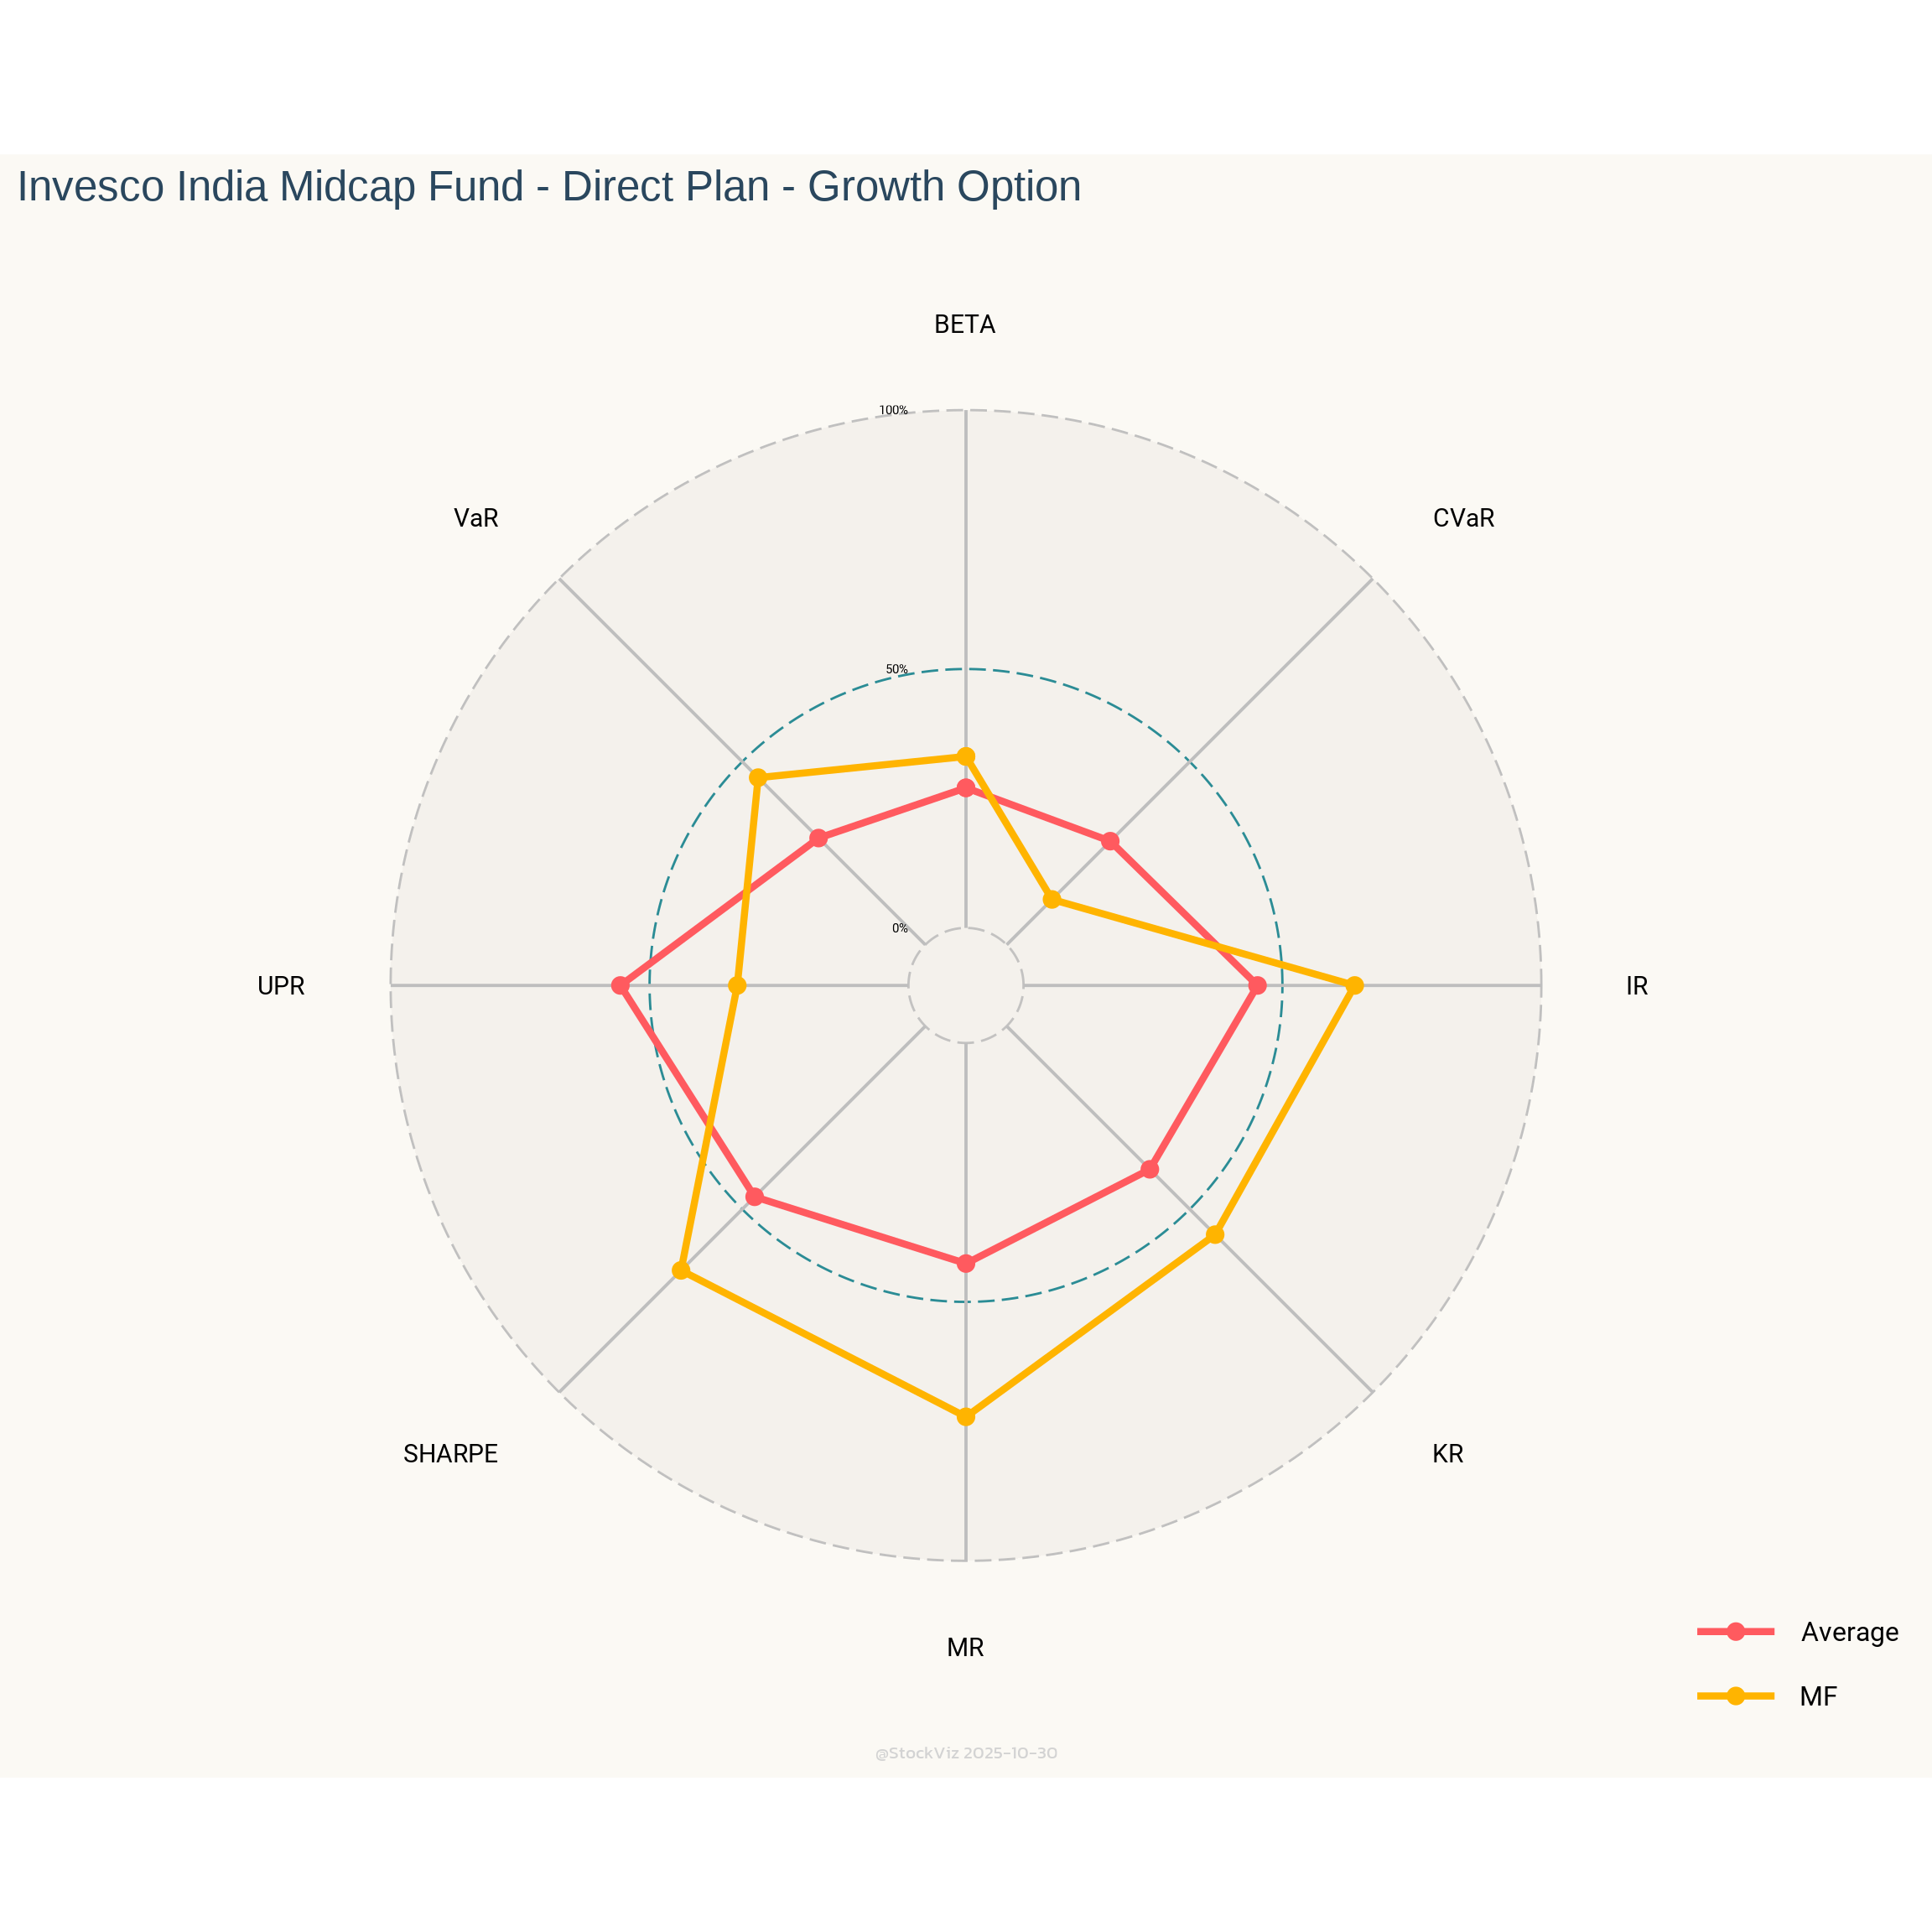 Invesco India Midcap Fund - Direct Plan - Growth Option
BETA
100%
VaR
CVaR
50%
0%
UPR
IR
SHARPE
KR
MR
Average
MF
@StockViz 2025-10-30